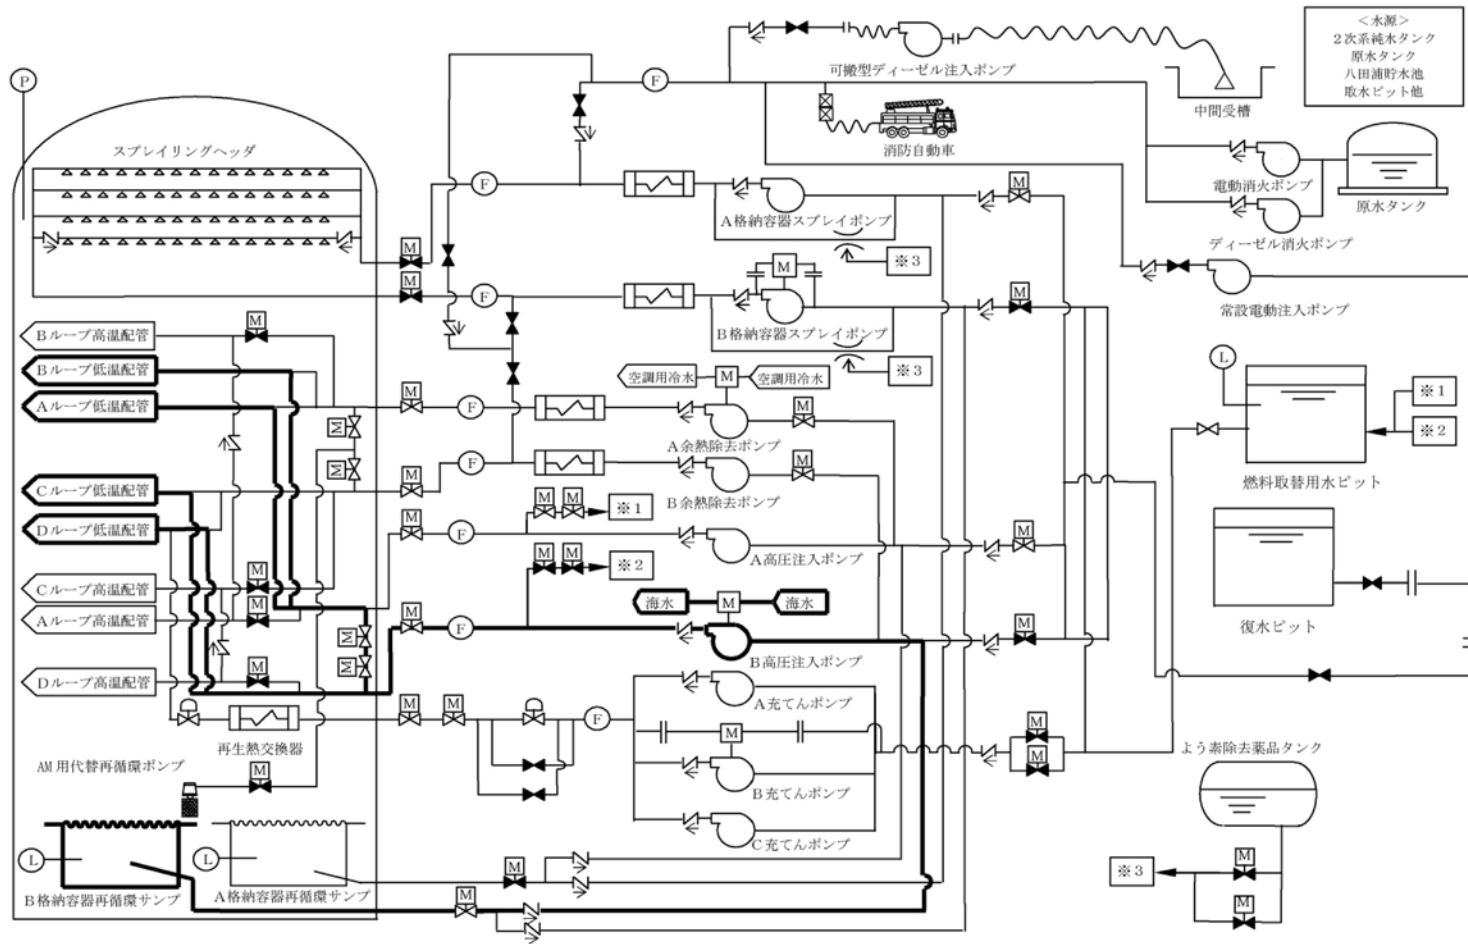 <水源>
2次系純水タンク
原水タンク
八田浦貯水池
取水ピット他
可搬型ディーゼル注入ポンプ
中間受槽
消防自動車
電動消火ポンプ
原水タンク
ディーゼル消火ポンプ
常設電動注入ポンプ
P
F
スプレイリングヘッダ
F
A格納容器スプレイポンプ
※3
M
M
M
F
M
B格納容器スプレイポンプ
※3
M
Bループ高温配管
M
Bループ低温配管
Aループ低温配管
M
M
Cループ低温配管
Dループ低温配管
Cループ高温配管
M
Aループ高温配管
M
Dループ高温配管
M
M
M
空調用冷水
M
空調用冷水
M
F
M
A余熱除去ポンプ
M
F
M
B余熱除去ポンプ
M
F
M
M
※1
A高圧注入ポンプ
M
M
M
※2
海水
M
海水
M
F
B高圧注入ポンプ
M
L
※1
※2
燃料取替用水ピット
復水ピット
再生熱交換器
M
M
F
A充てんポンプ
M
B充てんポンプ
C充てんポンプ
M
M
AM用代替再循環ポンプ
M
L
B格納容器再循環サンプ
L
A格納容器再循環サンプ
M
M
よう素除去薬品タンク
※3
M
M